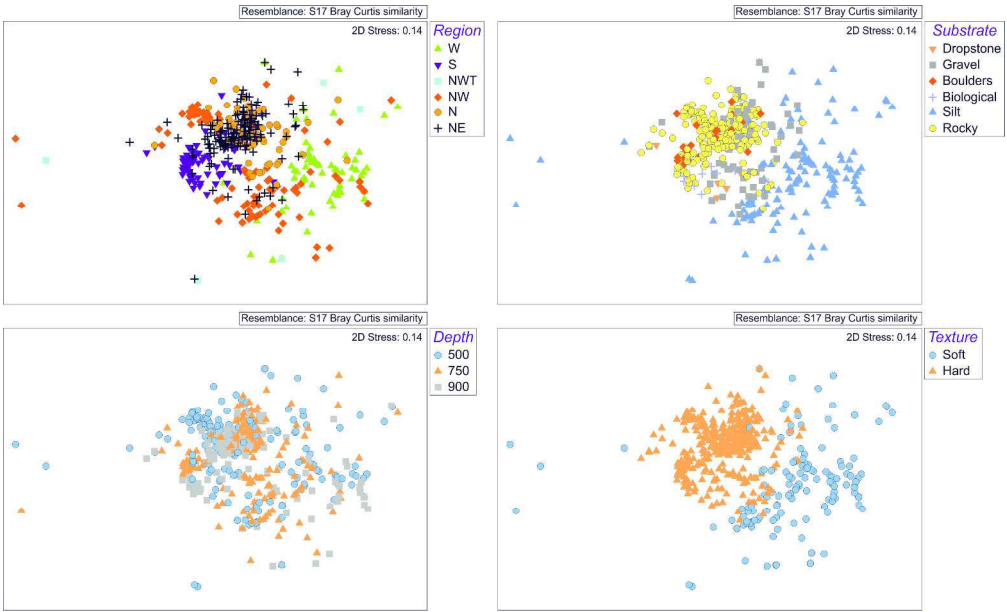 Resemblance: S17 Bray Curtis similarity
2D Stress: 0.14
Region
W
S
NWT
NW
N
NE
Resemblance: S17 Bray Curtis similarity
2D Stress: 0.14
Substrate
Dropstone
Gravel
Boulders
Biological
Silt
Rocky
Resemblance: S17 Bray Curtis similarity
2D Stress: 0.14
Depth
500
750
900
Resemblance: S17 Bray Curtis similarity
2D Stress: 0.14
Texture
Soft
Hard